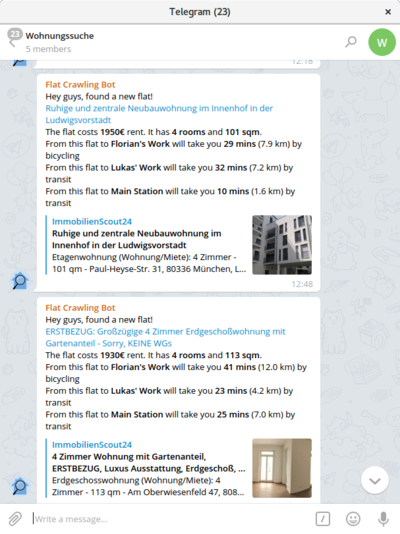 Telegram (23)
×
23
Wohnungssuche
5 members
W
12:18
Flat Crawling Bot
Hey guys, found a new flat!
Ruhige und zentrale Neubauwohnung im Innenhof in der
Ludwigsvorstadt
The flat costs 1950€ rent. It has 4 rooms and 101 sqm.
From this flat to Florian's Work will take you 29 mins (7.9 km) by
bicycling
From this flat to Lukas' Work will take you 32 mins (7.2 km) by
transit
From this flat to Main Station will take you 10 mins (1.6 km) by
transit
ImmobilienScout24
Ruhige und zentrale Neubauwohnung im
Innenhof in der Ludwigsvorstadt
Etagenwohnung (Wohnung/Miete): 4 Zimmer -
101 qm - Paul-Heyse-Str. 31, 80336 München, L...
12:48
Flat Crawling Bot
Hey guys, found a new flat!
ERSTBEZUG: Großzügige 4 Zimmer Erdgeschoßwohnung mit
Gartenanteil - Sorry, KEINE WGs
The flat costs 1930€ rent. It has 4 rooms and 113 sqm.
From this flat to Florian's Work will take you 41 mins (12.0 km) by
bicycling
From this flat to Lukas' Work will take you 23 mins (4.2 km) by
transit
From this flat to Main Station will take you 25 mins (7.0 km) by
transit
ImmobilienScout24
4 Zimmer Wohnung mit Gartenanteil,
ERSTBEZUG, Luxus Ausstattung, Erdgeschoß, ...
Erdgeschosswohnung (Wohnung/Miete): 4
Zimmer - 113 qm - Am Oberwiesenfeld 47, 808...
Write a message...